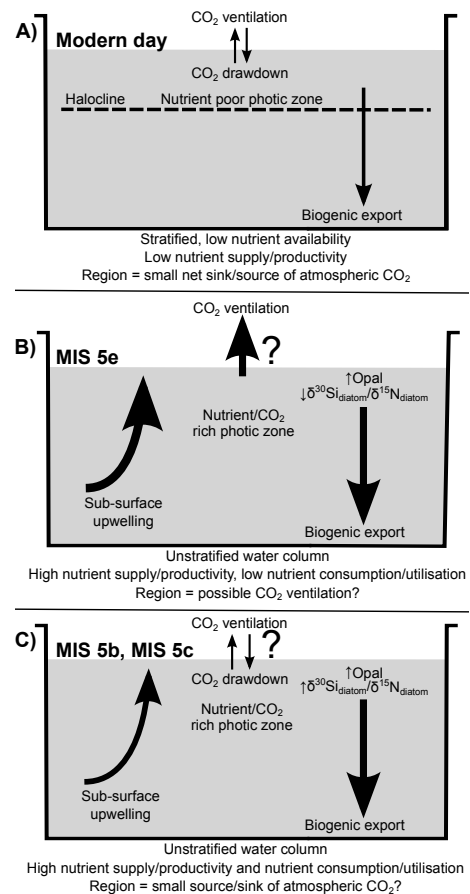 A)
Modern day
CO₂ ventilation
CO₂ drawdown
Halocline
Nutrient poor photic zone
Biogenic export
Stratified, low nutrient availability
Low nutrient supply/productivity
Region = small net sink/source of atmospheric CO₂
CO₂ ventilation
B)
MIS 5e
?
↑Opal
↓δ³⁰Si_diatom/δ¹⁵N_diatom
Nutrient/CO₂
rich photic zone
Sub-surface
upwelling
Biogenic export
Unstratified water column
High nutrient supply/productivity, low nutrient consumption/utilisation
Region = possible CO₂ ventilation?
CO₂ ventilation
C)
MIS 5b, MIS 5c
?
CO₂ drawdown
↑Opal
↑δ³⁰Si_diatom/δ¹⁵N_diatom
Nutrient/CO₂
rich photic zone
Sub-surface
upwelling
Biogenic export
Unstratified water column
High nutrient supply/productivity and nutrient consumption/utilisation
Region = small source/sink of atmospheric CO₂?